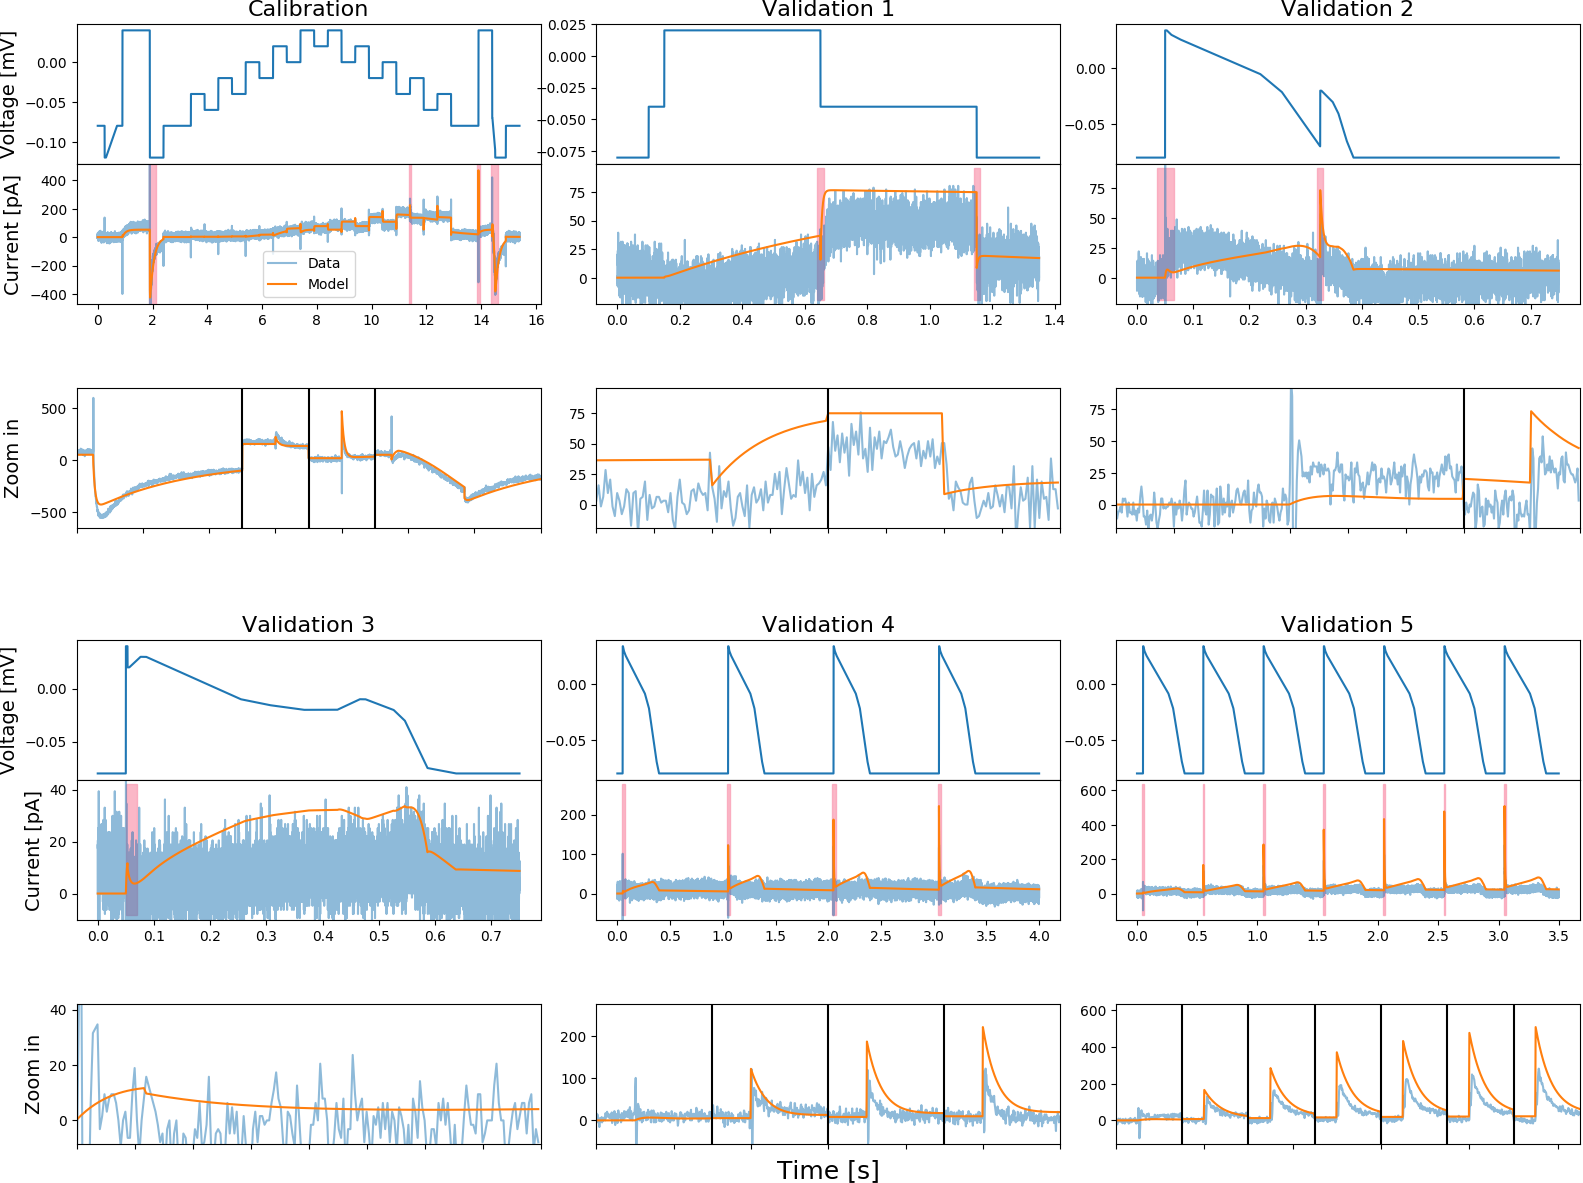 Calibration
Validation 1
Validation 2
Voltage [mV]
0.00
−0.05
−0.10
0.025
0.000
−0.025
−0.050
−0.075
0.00
−0.05
Current [pA]
400
200
0
−200
−400
Data
Model
75
50
25
0
75
50
25
0
0 2 4 6 8 10 12 14 16
0.0 0.2 0.4 0.6 0.8 1.0 1.2 1.4
0.0 0.1 0.2 0.3 0.4 0.5 0.6 0.7
Zoom in
500
0
−500
75
50
25
0
75
50
25
0
Validation 3
Validation 4
Validation 5
Voltage [mV]
0.00
−0.05
0.00
−0.05
0.00
−0.05
Current [pA]
40
20
0
200
100
0
600
400
200
0
0.0 0.1 0.2 0.3 0.4 0.5 0.6 0.7
0.0 0.5 1.0 1.5 2.0 2.5 3.0 3.5 4.0
0.0 0.5 1.0 1.5 2.0 2.5 3.0 3.5
Zoom in
40
20
0
200
100
0
600
400
200
0
Time [s]